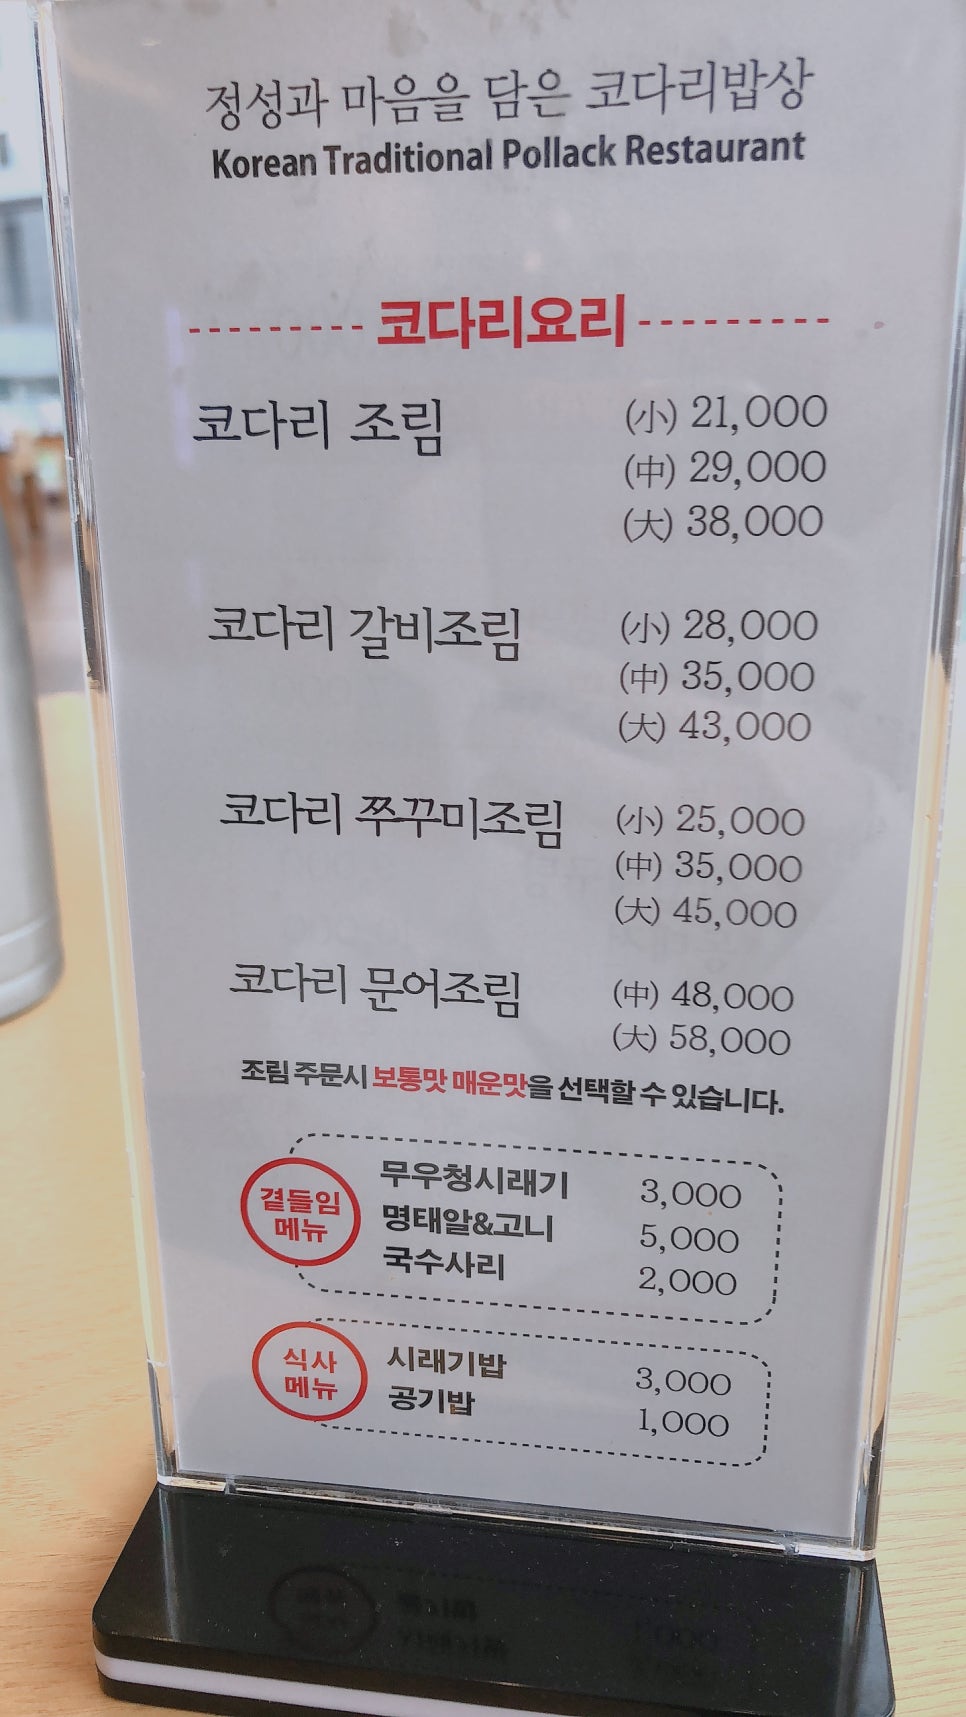 정성과 마음을 담은 코다리밥상
Korean Traditional Pollack Restaurant
코다리요리
코다리 조림 (小) 21,000
(中) 29,000
(大) 38,000
코다리 갈비조림 (小) 28,000
(中) 35,000
(大) 43,000
코다리 쭈꾸미조림 (小) 25,000
(中) 35,000
(大) 45,000
코다리 문어조림 (中) 48,000
(大) 58,000
조림 주문시 보통맛 매운맛을 선택할 수 있습니다.
곁들임
메뉴
무우청시래기 3,000
명태알&고니 5,000
국수사리 2,000
식사
메뉴
시래기밥 3,000
공기밥 1,000